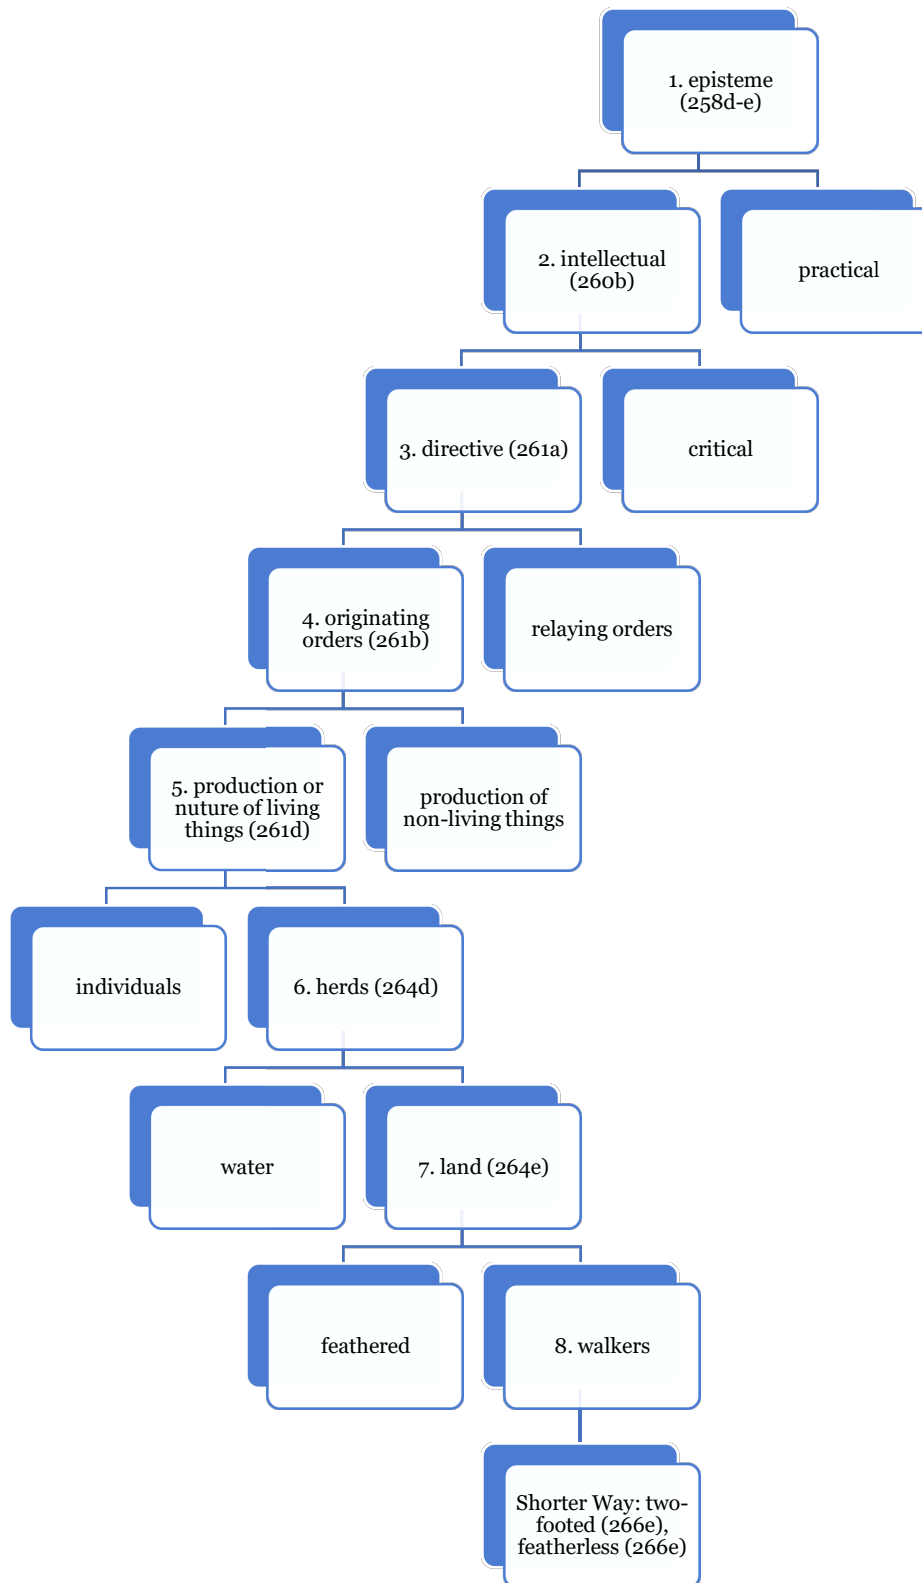 1. episteme
(258d-e)
2. intellectual
(260b)
practical
3. directive (261a)
critical
4. originating
orders (261b)
relaying orders
5. production or
nuture of living
things (261d)
production of
non-living things
individuals
6. herds (264d)
water
7. land (264e)
feathered
8. walkers
Shorter Way: two-
footed (266e),
featherless (266e)